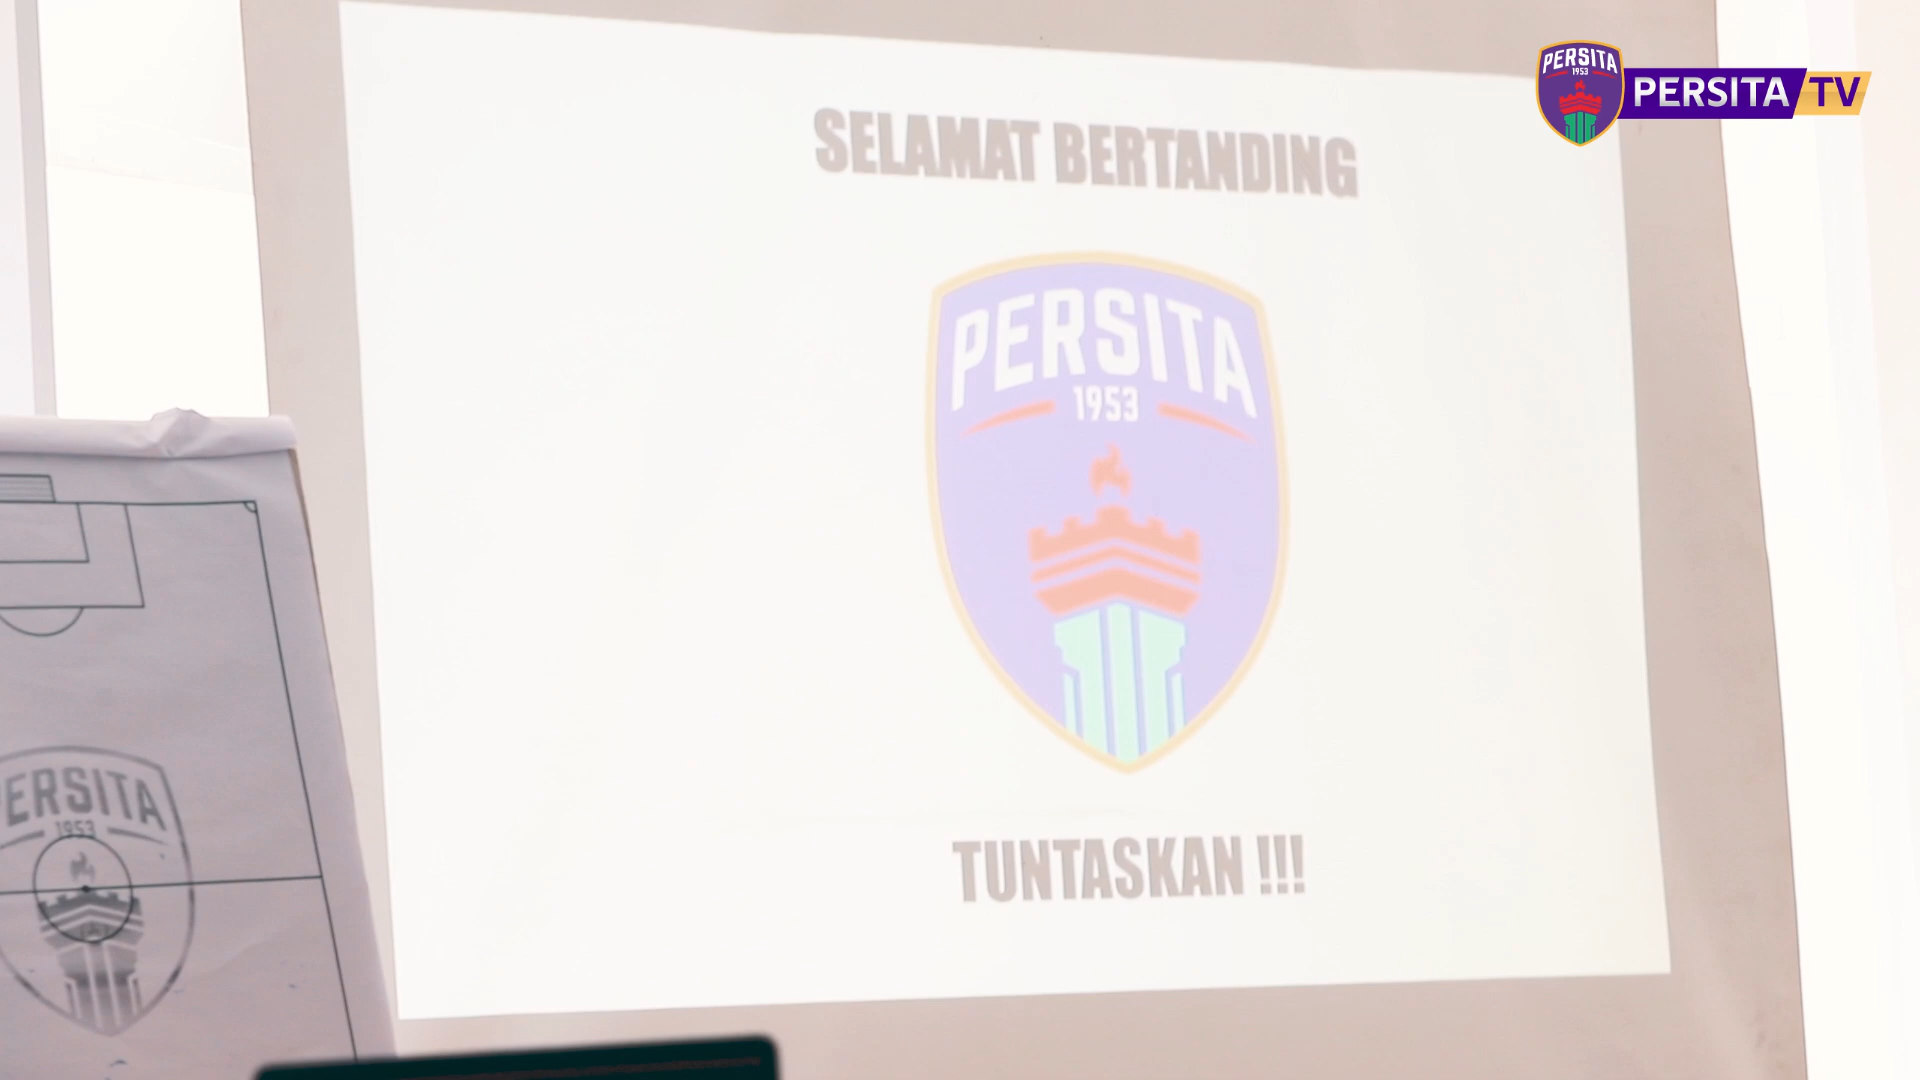 PERSITA
1953
PERSITA TV
SELAMAT BERTANDING
PERSITA
1953
TUNTASKAN !!!
PERSITA
1953